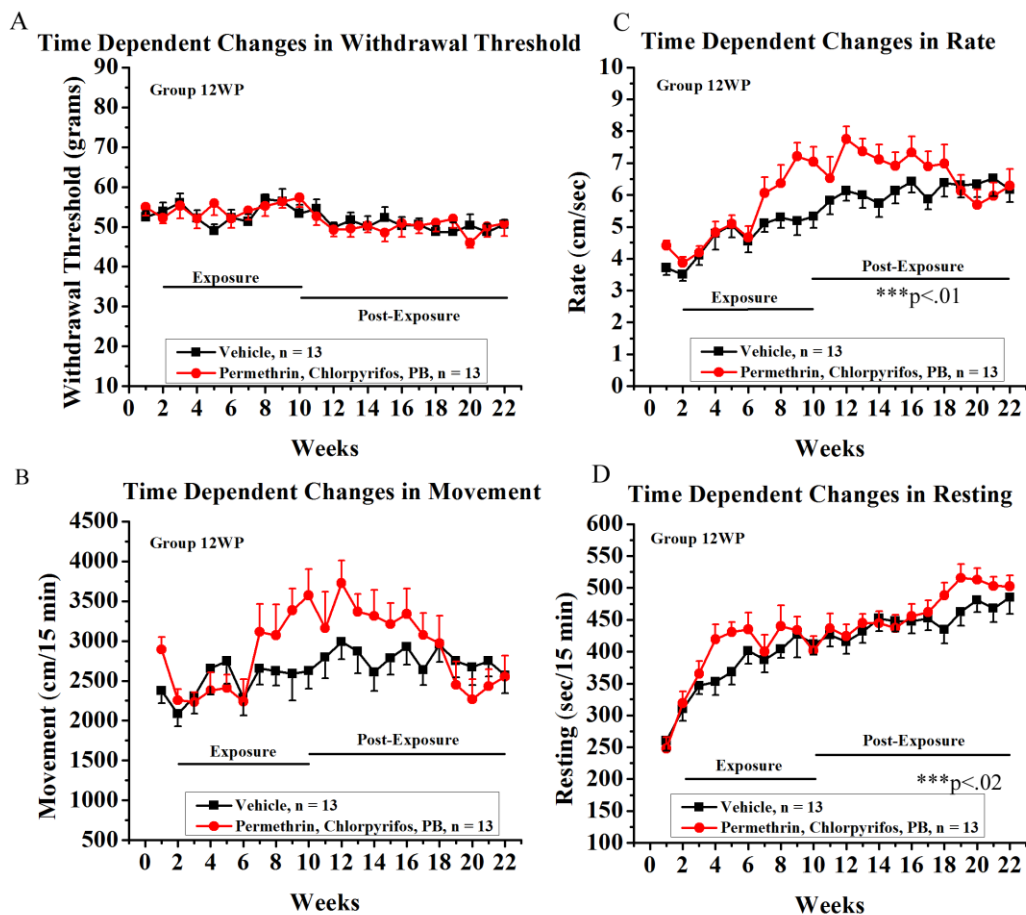 A
Time Dependent Changes in Withdrawal Threshold
Withdrawal Threshold (grams)
90
80
70
60
50
40
30
20
10
Group 12WP
Exposure
Post-Exposure
Vehicle, n = 13
Permethrin, Chlorpyrifos, PB, n = 13
0 2 4 6 8 10 12 14 16 18 20 22
Weeks
C
Time Dependent Changes in Rate
Rate (cm/sec)
10
9
8
7
6
5
4
3
2
1
0
Group 12WP
Post-Exposure
***p<.01
Exposure
Vehicle, n = 13
Permethrin, Chlorpyrifos, PB, n = 13
0 2 4 6 8 10 12 14 16 18 20 22
Weeks
B
Time Dependent Changes in Movement
Movement (cm/15 min)
4500
4000
3500
3000
2500
2000
1500
1000
500
Group 12WP
Exposure
Post-Exposure
Vehicle, n = 13
Permethrin, Chlorpyrifos, PB, n = 13
0 2 4 6 8 10 12 14 16 18 20 22
Weeks
D
Time Dependent Changes in Resting
Resting (sec/15 min)
600
550
500
450
400
350
300
250
200
150
100
Group 12WP
Post-Exposure
Exposure
***p<.02
Vehicle, n = 13
Permethrin, Chlorpyrifos, PB, n = 13
0 2 4 6 8 10 12 14 16 18 20 22
Weeks